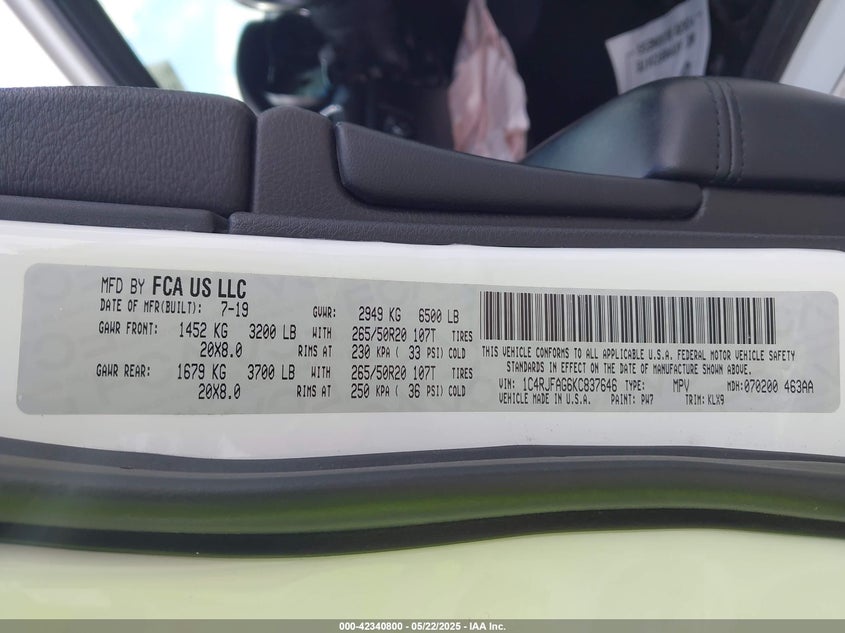 MFD BY FCA US LLC
DATE OF MFR(BUILT): 7-19 GVWR: 2949 KG 6500 LB
GAWR FRONT: 1452 KG 3200 LB WITH 265/50R20 107T TIRES
20X8.0 RIMS AT 230 KPA ( 33 PSI) COLD
GAWR REAR: 1679 KG 3700 LB WITH 265/50R20 107T TIRES
20X8.0 RIMS AT 250 KPA ( 36 PSI) COLD
THIS VEHICLE CONFORMS TO ALL APPLICABLE U.S.A. FEDERAL MOTOR VEHICLE SAFETY
STANDARDS IN EFFECT ON THE DATE OF MANUFACTURE SHOWN ABOVE.
VIN: 1C4RJFAG6KC837646 TYPE: MPV MDH:070200 463AA
VEHICLE MADE IN U.S.A. PAINT: PW7 TRIM: KLX9
000-42340800 - 05/22/2025 - IAA Inc.